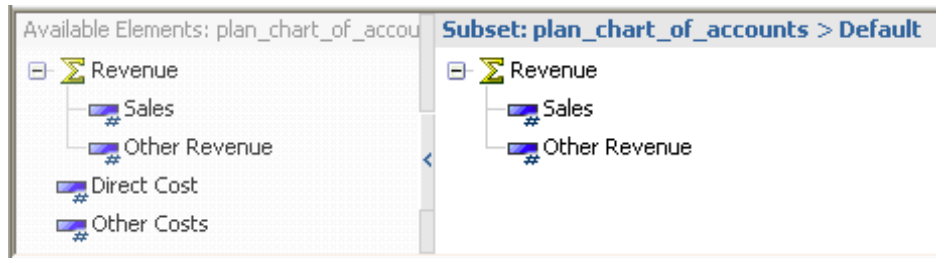 Available Elements: plan_chart_of_accou
Revenue
Sales
Other Revenue
Direct Cost
Other Costs
Subset: plan_chart_of_accounts > Default
Revenue
Sales
Other Revenue